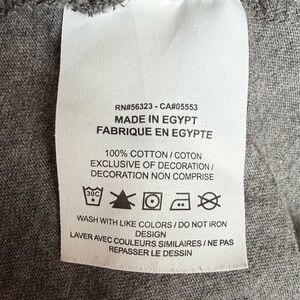 RN#56323 - CA#05553
MADE IN EGYPT
FABRIQUE EN EGYPTE
100% COTTON / COTON
EXCLUSIVE OF DECORATION /
DECORATION NON COMPRISE
30C
WASH WITH LIKE COLORS / DO NOT IRON
DESIGN
LAVER AVEC COULEURS SIMILAIRES / NE PAS
REPASSER LE DESSIN